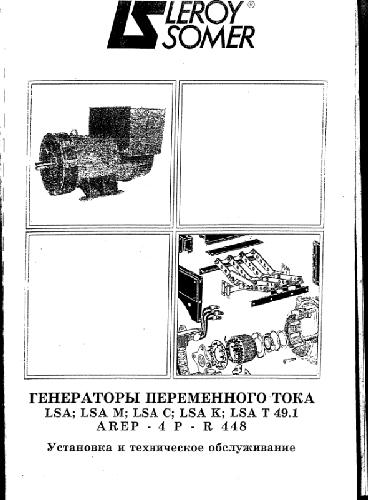 LEROY®
SOMER
ГЕНЕРАТОРЫ ПЕРЕМЕННОГО ТОКА
LSA; LSA M; LSA C; LSA K; LSA T 49.1
AREP - 4 P - R 448
Установка и техническое обслуживание